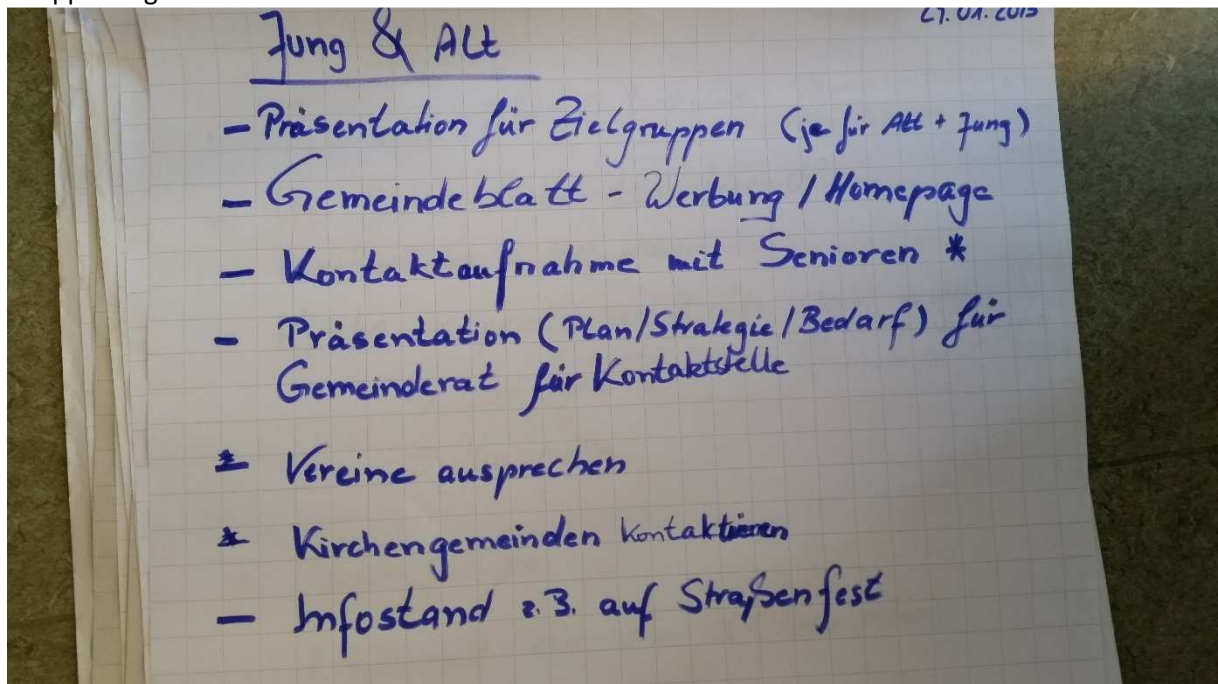 Jung & Alt
- Präsentation für Zielgruppen (je für Alt + Jung)
- Gemeindeblatt - Werbung / Homepage
- Kontaktaufnahme mit Senioren *
- Präsentation (Plan/Strategie/Bedarf) für
Gemeinderat für Kontaktstelle
* Vereine ansprechen
* Kirchengemeinden kontaktieren
- Infostand z.B. auf Straßenfest